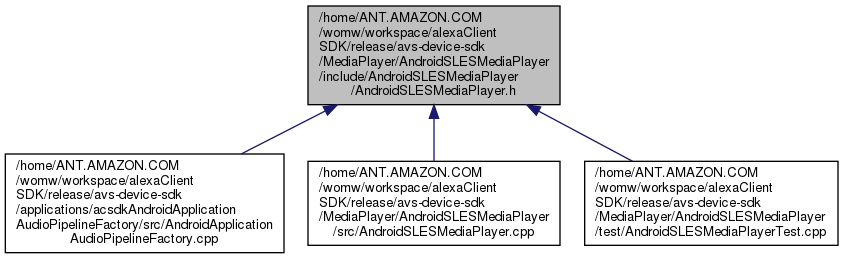 /home/ANT.AMAZON.COM
/womw/workspace/alexaClient
SDK/release/avs-device-sdk
/MediaPlayer/AndroidSLESMediaPlayer
/include/AndroidSLESMediaPlayer
/AndroidSLESMediaPlayer.h
/home/ANT.AMAZON.COM
/womw/workspace/alexaClient
SDK/release/avs-device-sdk
/applications/acsdkAndroidApplication
AudioPipelineFactory/src/AndroidApplication
AudioPipelineFactory.cpp
/home/ANT.AMAZON.COM
/womw/workspace/alexaClient
SDK/release/avs-device-sdk
/MediaPlayer/AndroidSLESMediaPlayer
/src/AndroidSLESMediaPlayer.cpp
/home/ANT.AMAZON.COM
/womw/workspace/alexaClient
SDK/release/avs-device-sdk
/MediaPlayer/AndroidSLESMediaPlayer
/test/AndroidSLESMediaPlayerTest.cpp